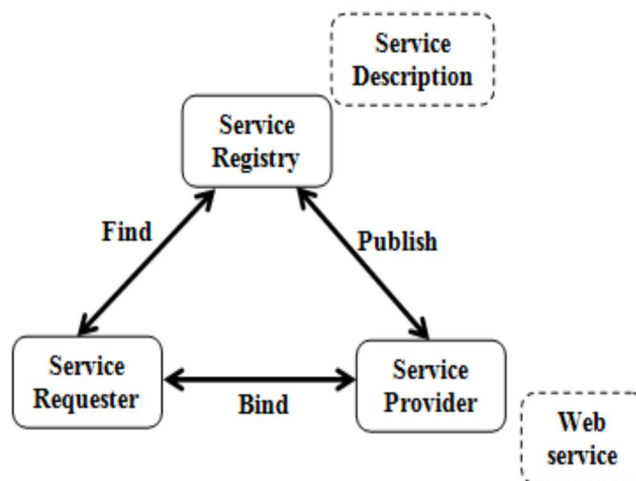 Service
Description
Service
Registry
Find
Publish
Service
Requester
Bind
Service
Provider
Web
service